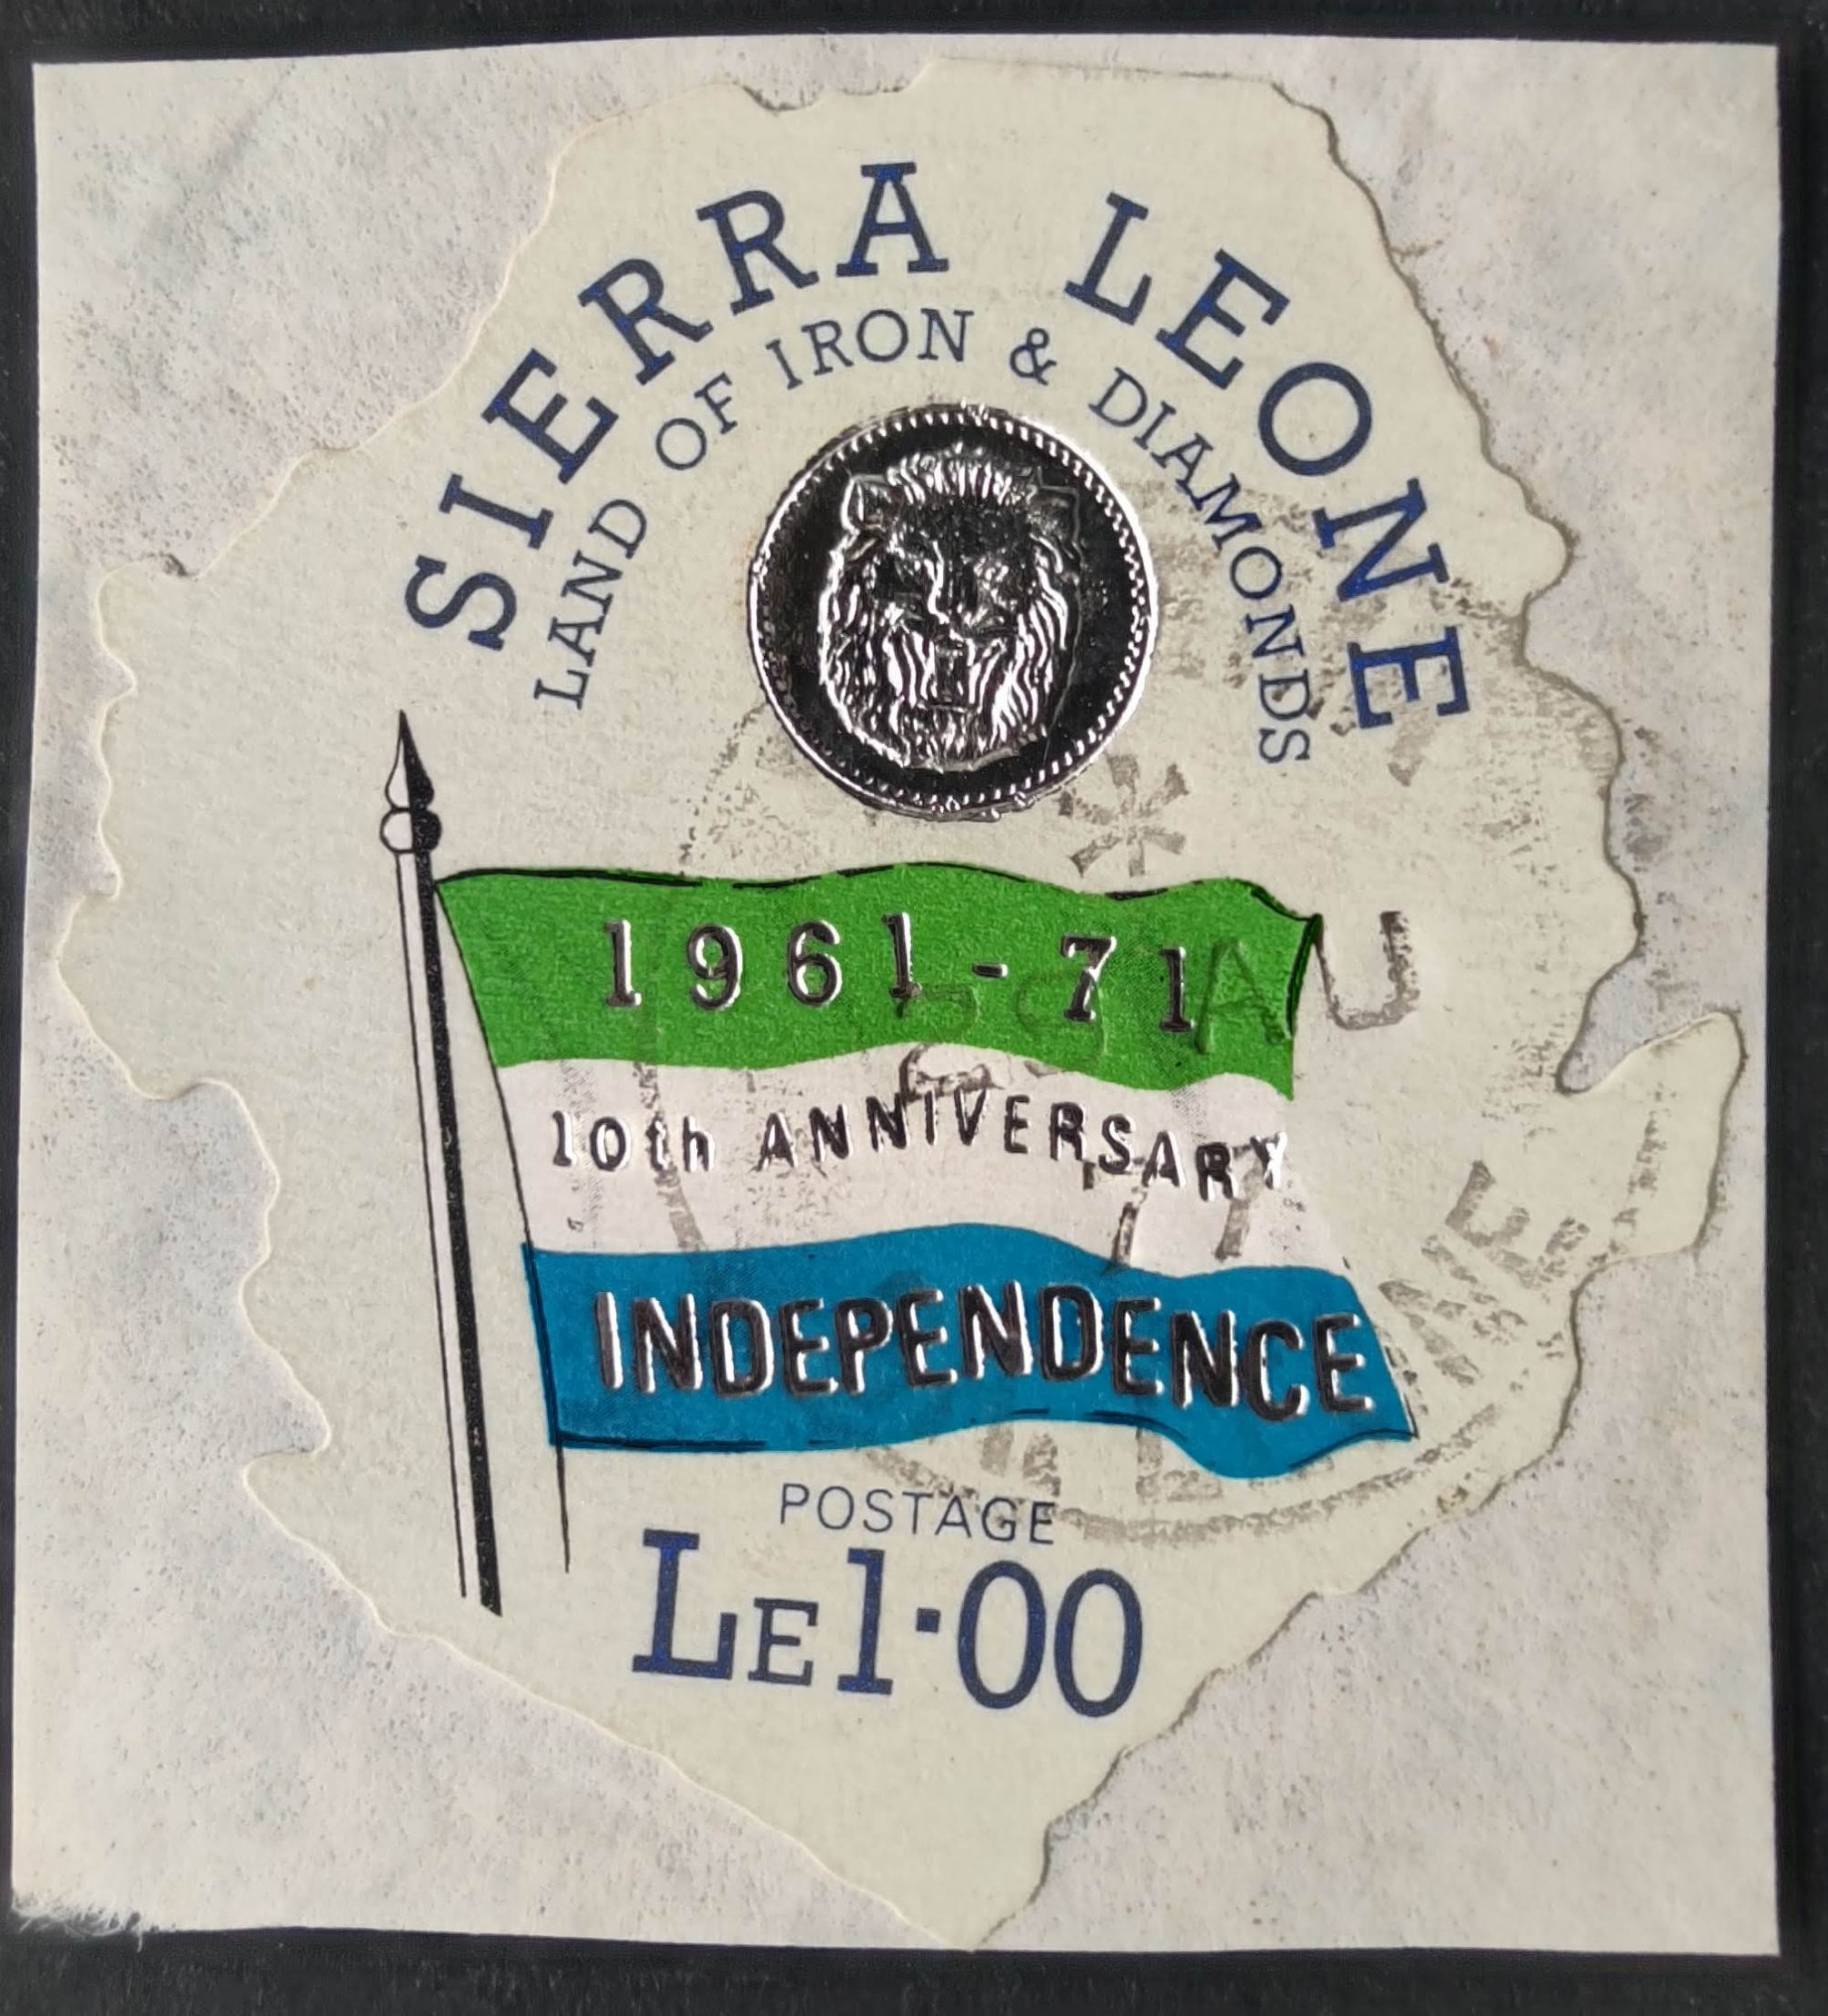 SIERRA LEONE
LAND OF IRON & DIAMONDS
1961-71
10th ANNIVERSARY
INDEPENDENCE
POSTAGE
LE1·00